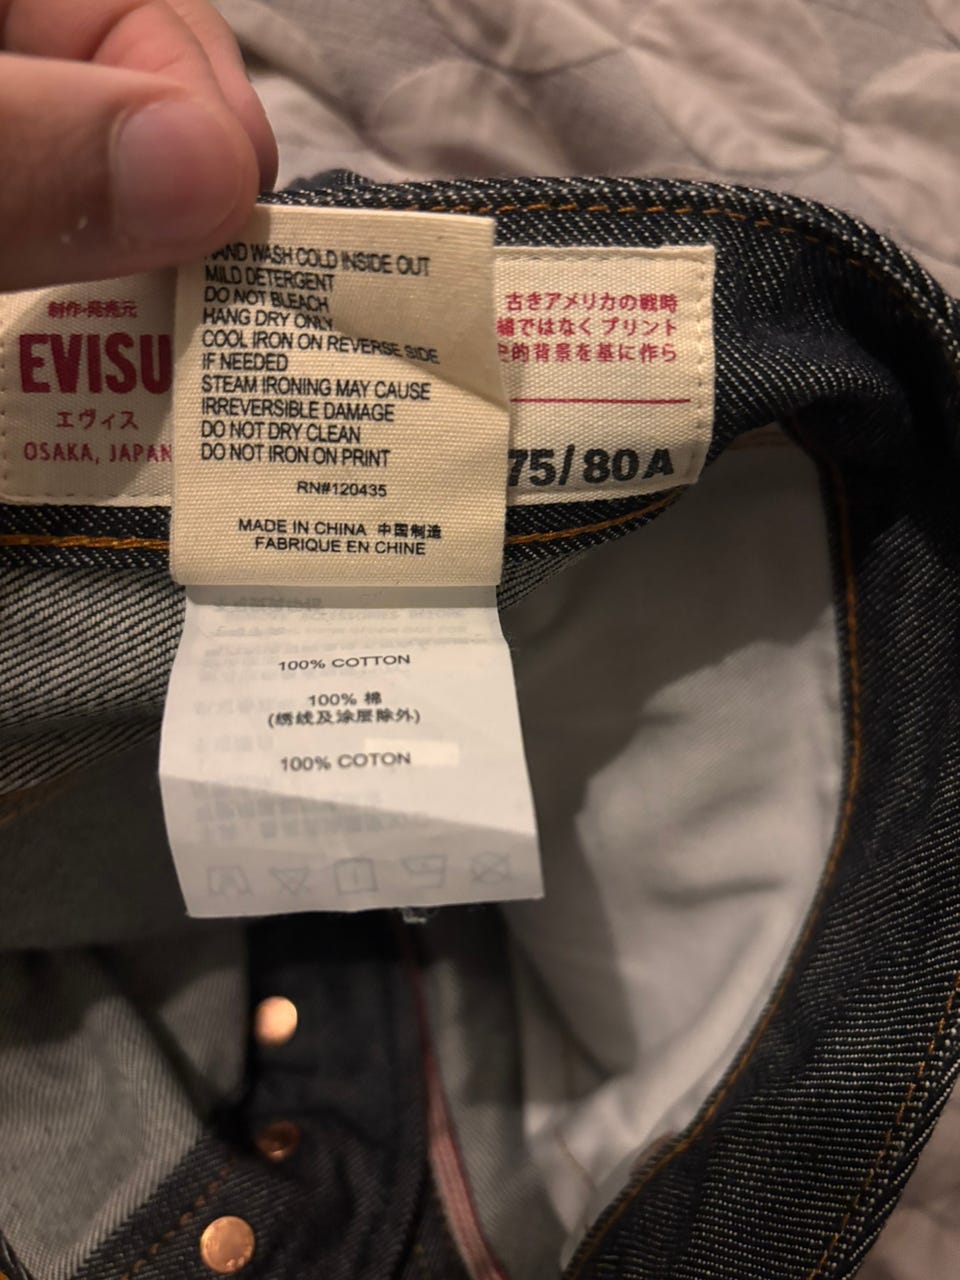 制作・発売元
EVISU
エヴィス
OSAKA, JAPAN
HAND WASH COLD INSIDE OUT
MILD DETERGENT
DO NOT BLEACH
HANG DRY ONLY
COOL IRON ON REVERSE SIDE
IF NEEDED
STEAM IRONING MAY CAUSE
IRREVERSIBLE DAMAGE
DO NOT DRY CLEAN
DO NOT IRON ON PRINT
RN#120435
MADE IN CHINA 中国制造
FABRIQUE EN CHINE
古きアメリカの戦時
ではなく プリント
的背景を基に作ら
75/80A
100% COTTON
100% 棉
(绣线及涂层除外)
100% COTON